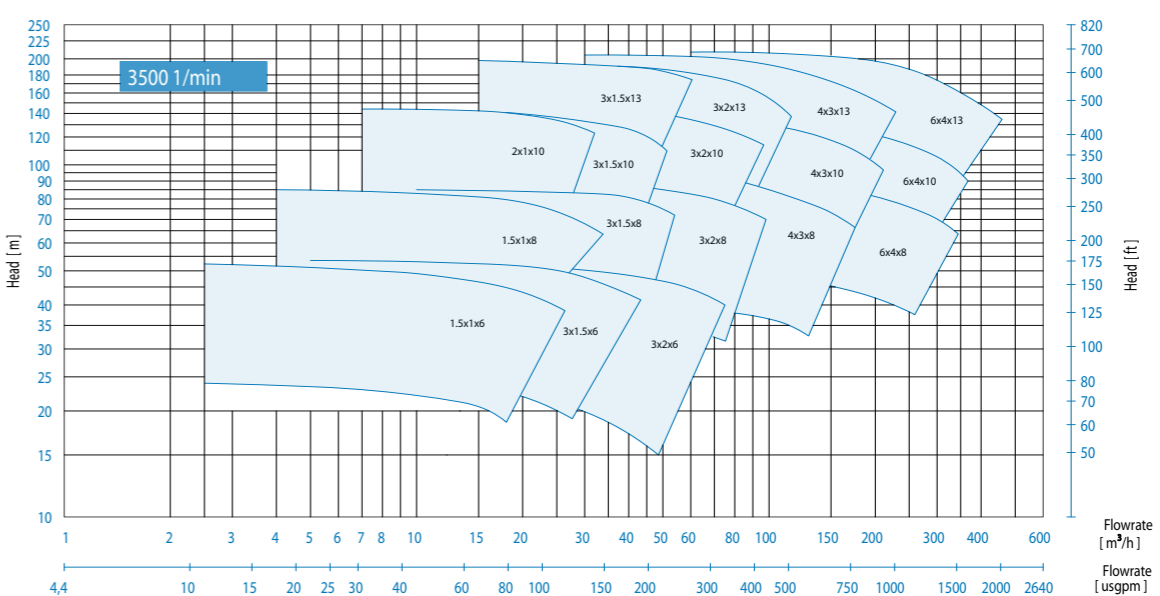 250
225
200
180
160
140
120
100
90
80
70
60
50
40
35
30
25
20
15
10
Head [m]
3500 1/min
3x1.5x13
3x2x13
4x3x13
6x4x13
2x1x10
3x1.5x10
3x2x10
4x3x10
6x4x10
1.5x1x8
3x1.5x8
3x2x8
4x3x8
6x4x8
1.5x1x6
3x1.5x6
3x2x6
820
700
600
500
400
350
300
250
200
175
150
125
100
80
70
60
50
Head [ft]
1 2 3 4 5 6 7 8 10 15 20 30 40 50 60 80 100 150 200 300 400 600
Flowrate
[m³/h]
4,4 10 15 20 25 30 40 60 80 100 150 200 300 400 500 750 1000 1500 2000 2640
Flowrate
[usgpm]